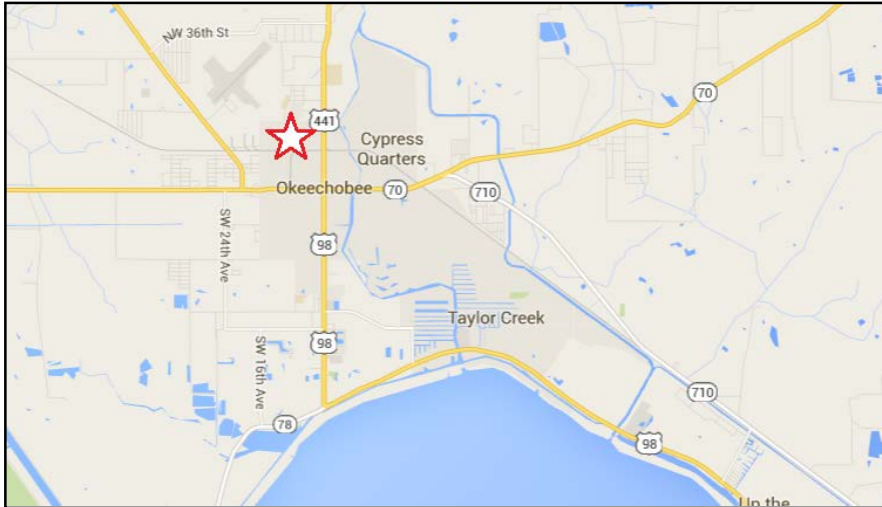 NW 36th St
70
441
Cypress
Quarters
Okeechobee
70
710
SW 24th Ave
98
Taylor Creek
98
SW 16th Ave
710
78
98
Up the